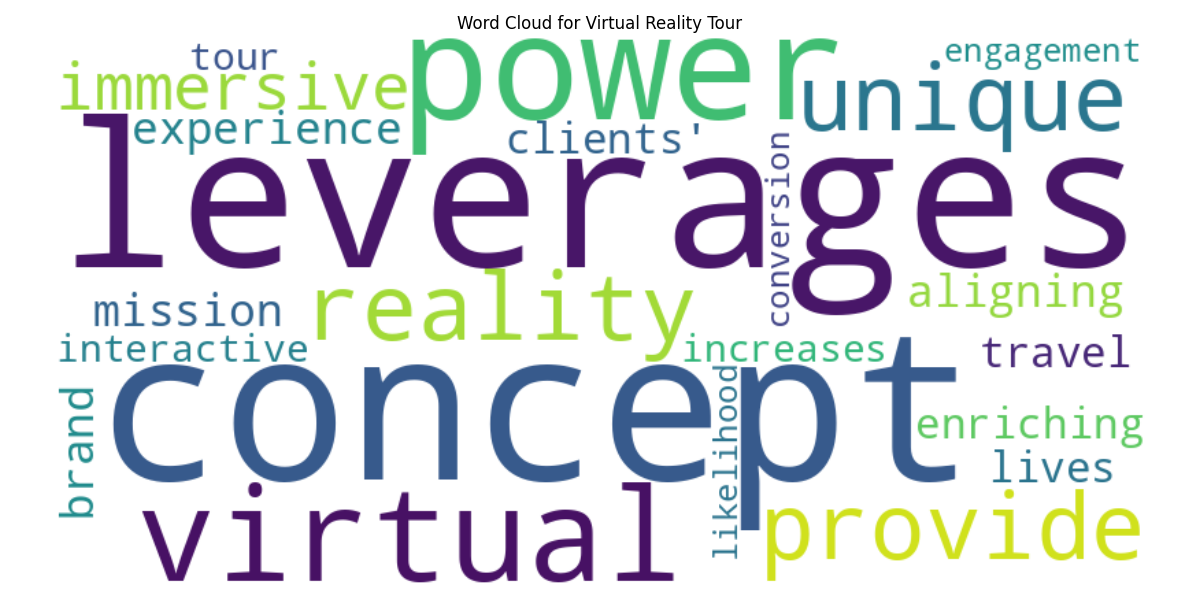 Word Cloud for Virtual Reality Tour
tour
power
engagement
immersive
unique
experience
clients'
leverages
conversion
reality
aligning
mission
interactive
increases
travel
concept
brand
likelihood
enriching
lives
virtual
provide